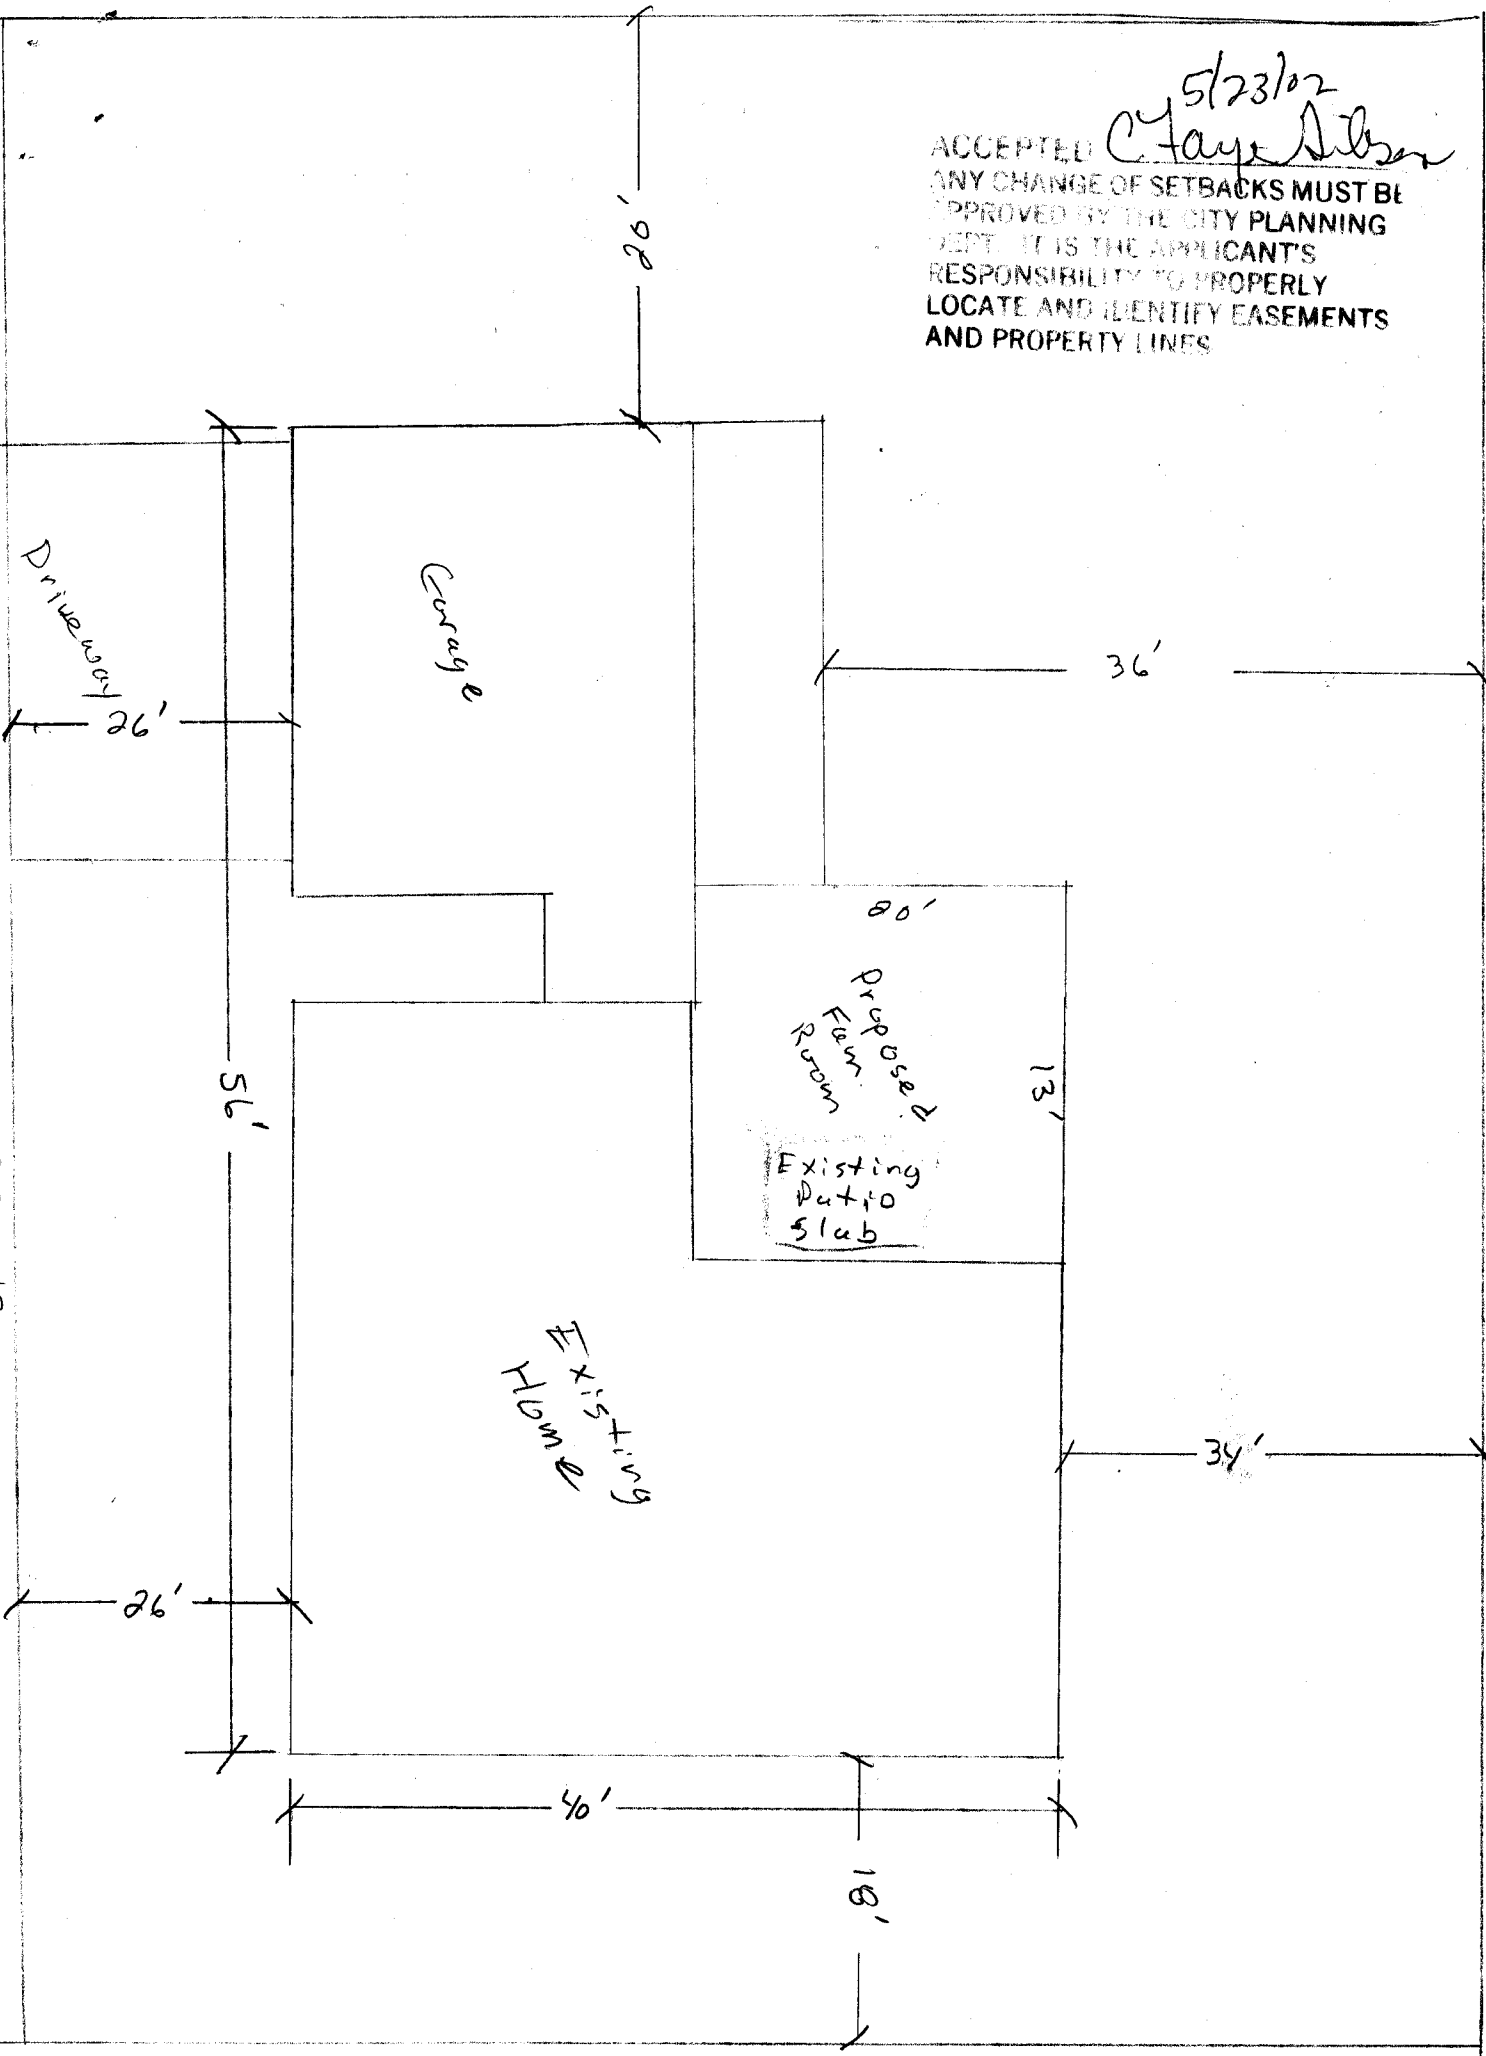 5/23/02
ACCEPTED C Faye Gibson
ANY CHANGE OF SETBACKS MUST BE
APPROVED BY THE CITY PLANNING
DEPT. IT IS THE APPLICANT'S
RESPONSIBILITY TO PROPERLY
LOCATE AND IDENTIFY EASEMENTS
AND PROPERTY LINES
20'
36'
Driveway
26'
Garage
20'
Proposed
Fam.
Room
13'
56'
Existing
Patio
Slab
Existing
Home
34'
26'
40'
18'